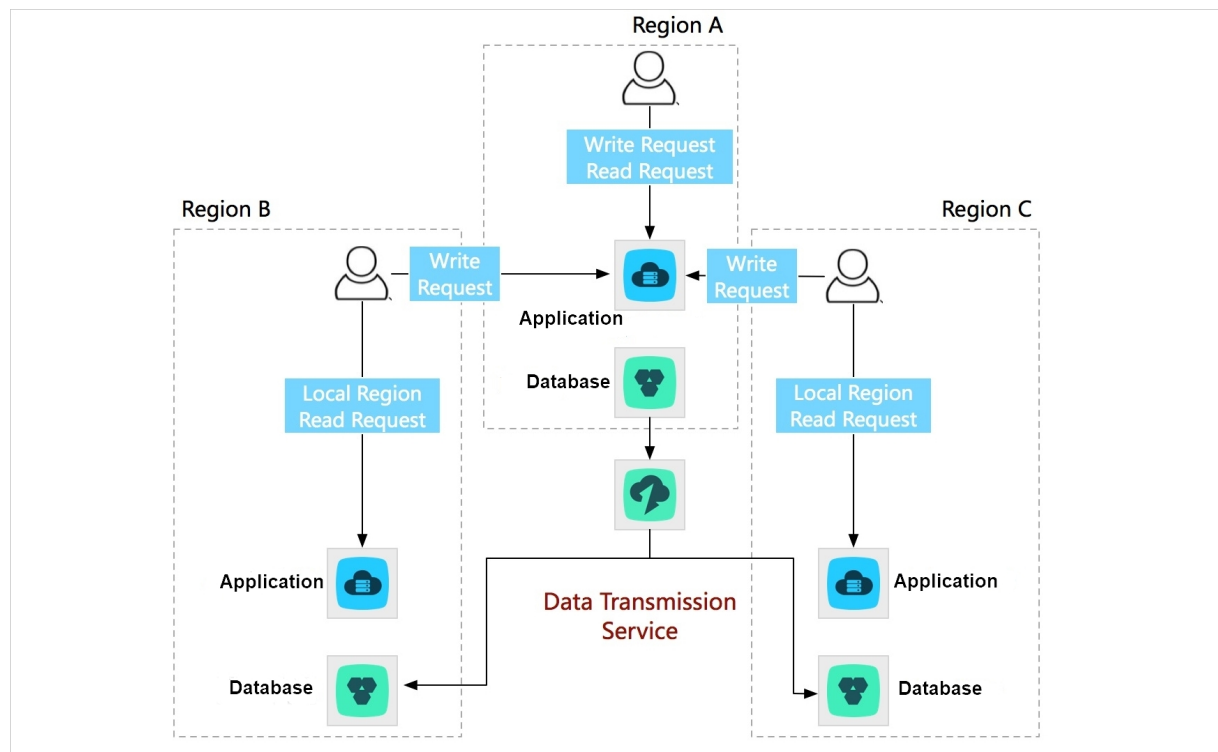 Region A
Write Request
Read Request
Region B
Region C
Write
Request
Write
Request
Application
Database
Local Region
Read Request
Local Region
Read Request
Application
Application
Data Transmission
Service
Database
Database